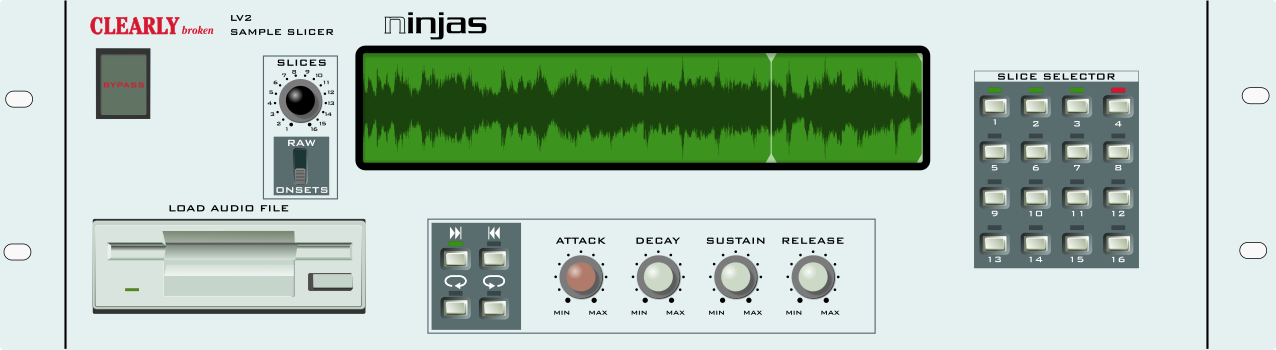 CLEARLY broken
LV2
SAMPLE SLICER
ninjas
BYPASS
SLICES
1 2 3 4 5 6 7 8 9 10 11 12 13 14 15 16
RAW
ONSETS
LOAD AUDIO FILE
ATTACK DECAY SUSTAIN RELEASE
MIN MAX MIN MAX MIN MAX MIN MAX
SLICE SELECTOR
1 2 3 4
5 6 7 8
9 10 11 12
13 14 15 16